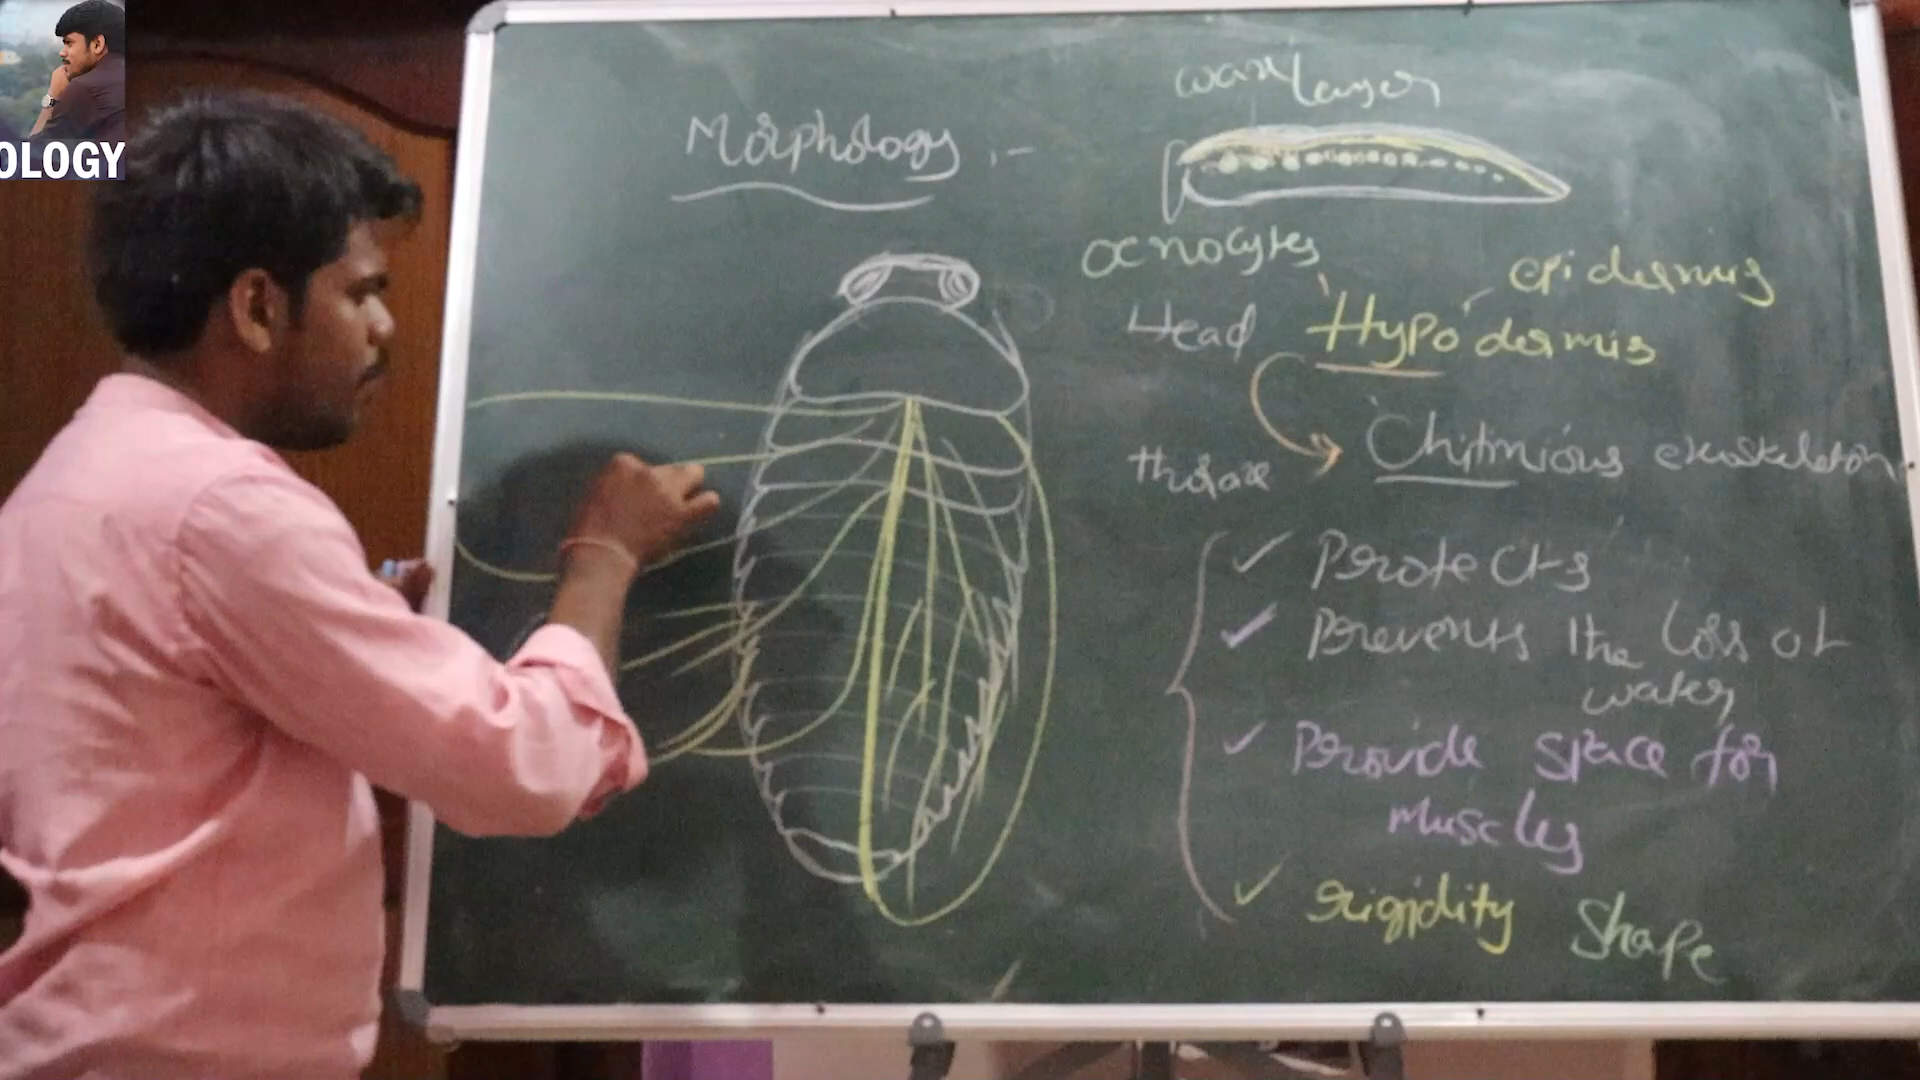 OLOGY
wax layer
Morphology :-
oenocytes
epidermis
Head Hypodermis
Chitinious exoskeleton
thorax
✓ Protects
✓ Prevents the loss of
water
✓ Provide space for
muscles
✓ rigidity shape